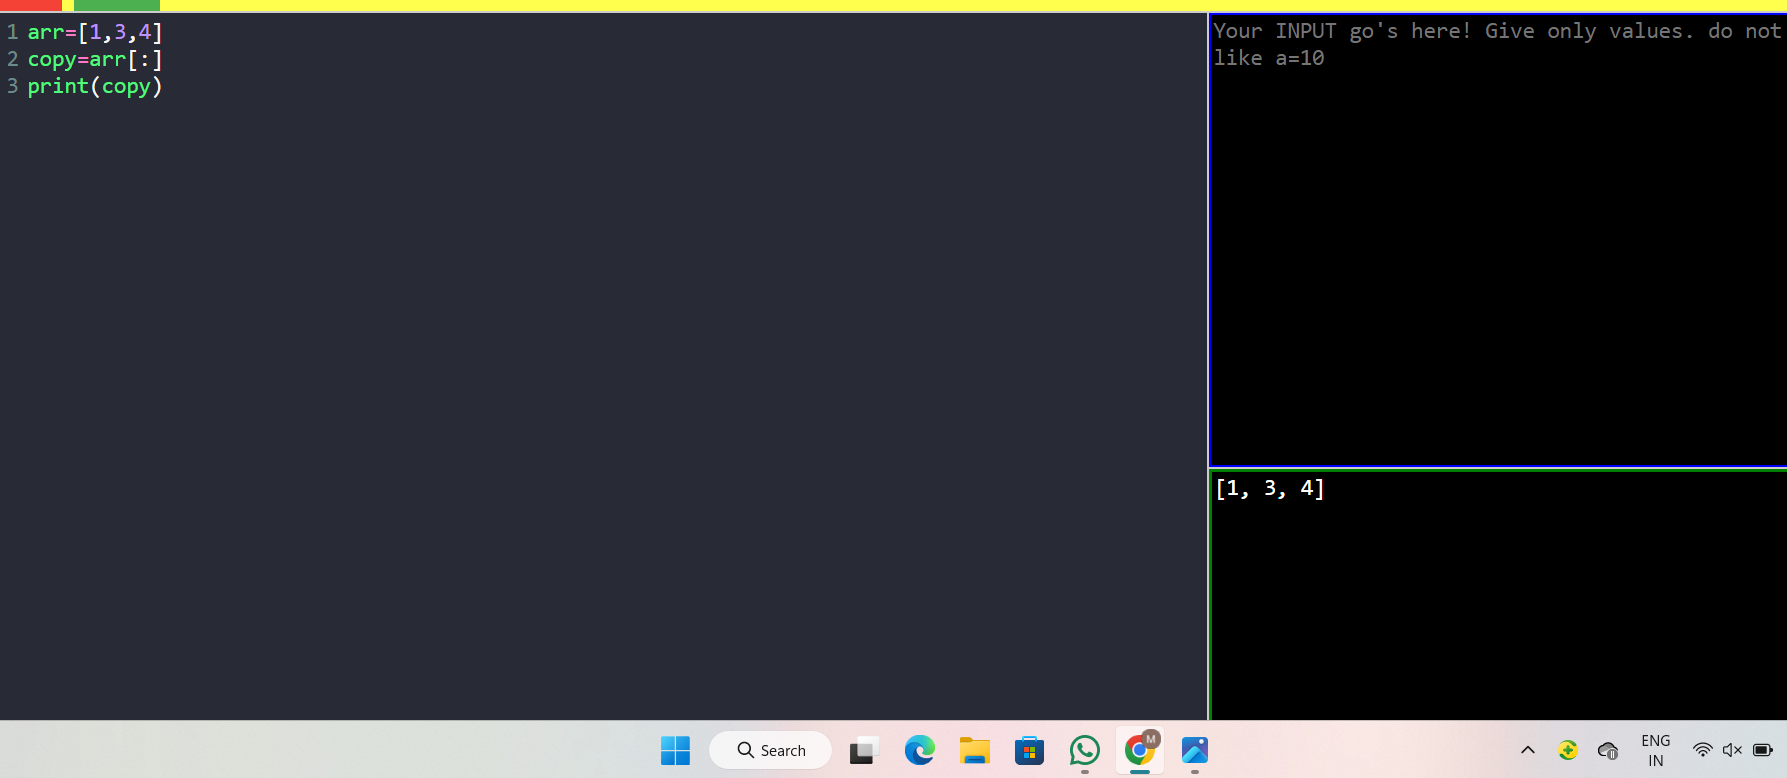 1 arr=[1,3,4]
2 copy=arr[:]
3 print(copy)
Your INPUT go's here! Give only values. do not
like a=10
[1, 3, 4]
Search
M
ENG
IN